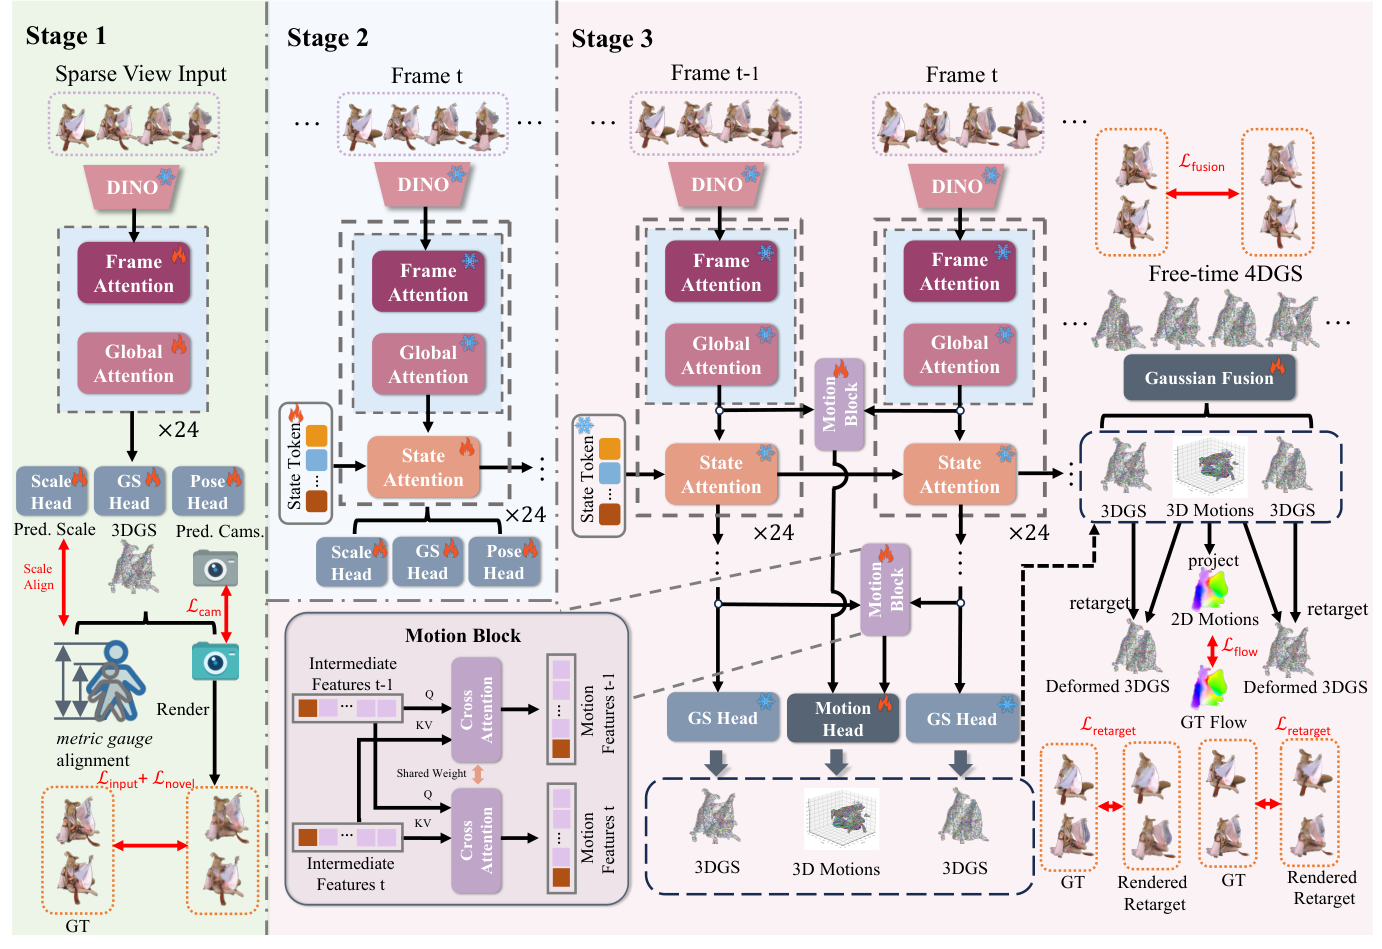 Stage 1
Sparse View Input
DINO
Frame
Attention
Global
Attention
×24
Scale
Head
GS
Head
Pose
Head
Pred. Scale
3DGS
Pred. Cams.
Scale
Align
ℒcam
Render
metric gauge
alignment
ℒinput+ ℒnovel
GT
Stage 2
Frame t
...
...
DINO
Frame
Attention
Global
Attention
State Token
...
State
Attention
...
×24
Scale
Head
GS
Head
Pose
Head
Motion Block
Intermediate
Features t-1
...
Q
KV
Cross
Attention
Motion
Features t-1
...
Shared Weight
Q
KV
...
Intermediate
Features t
Cross
Attention
Motion
Features t
...
Stage 3
Frame t-1
Frame t
...
...
DINO
DINO
Frame
Attention
Frame
Attention
Global
Attention
Global
Attention
Motion
Block
State Token
...
State
Attention
State
Attention
...
×24
×24
...
...
Motion
Block
GS Head
Motion
Head
GS Head
3DGS
3D Motions
3DGS
ℒfusion
Free-time 4DGS
...
...
Gaussian Fusion
3DGS
3D Motions
3DGS
project
retarget
retarget
2D Motions
ℒflow
Deformed 3DGS
Deformed 3DGS
GT Flow
ℒretarget
ℒretarget
GT
Rendered
Retarget
GT
Rendered
Retarget